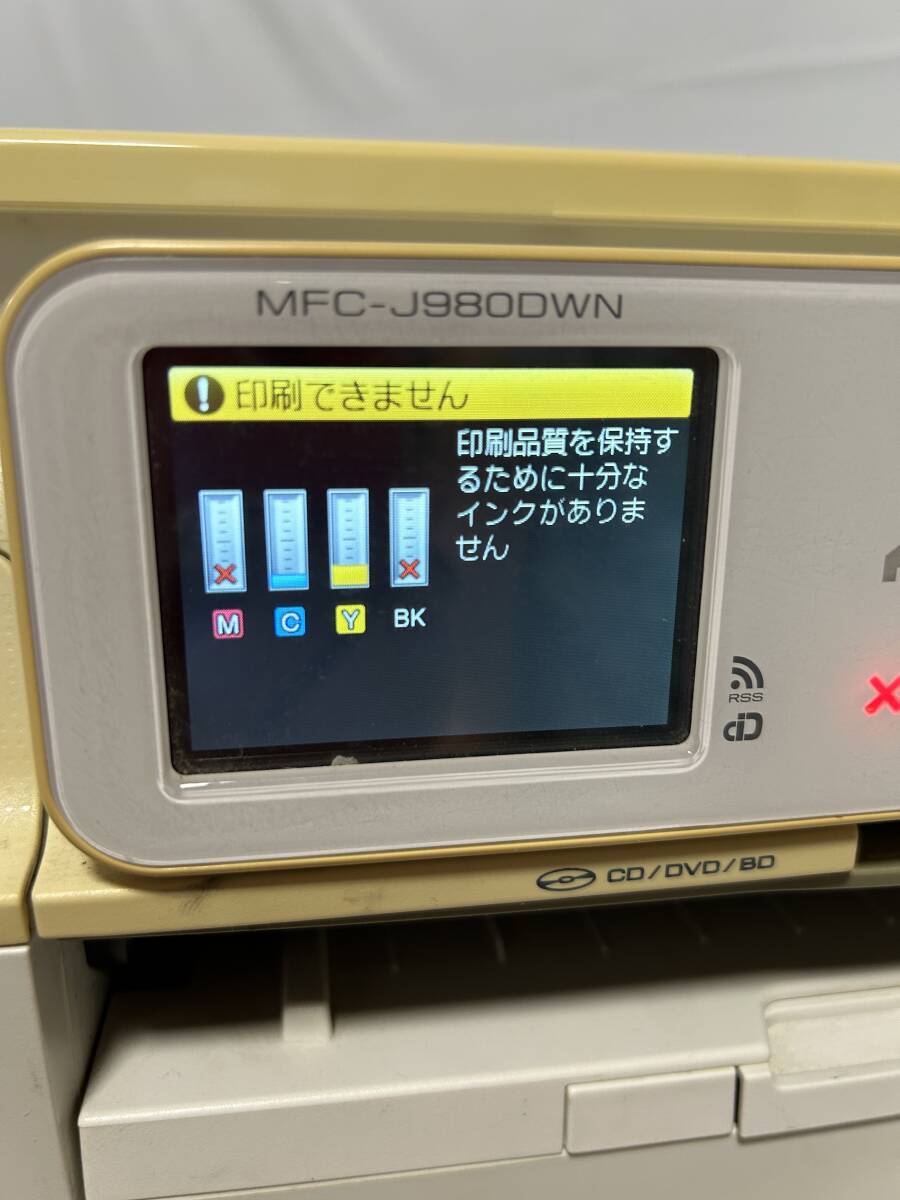 MFC-J980DWN
印刷できません
印刷品質を保持す
るために十分な
インクがありま
せん
M C Y BK
RSS
CD/DVD/BD